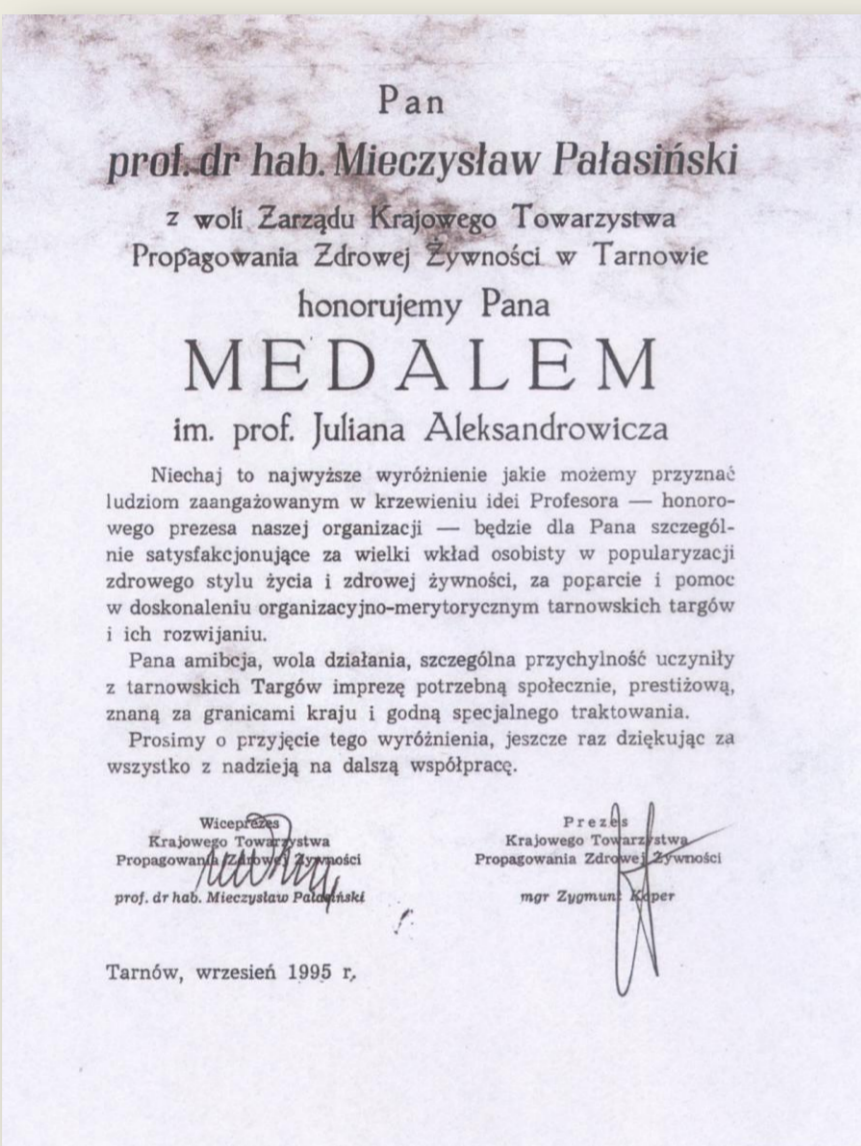 Pan
prof. dr hab. Mieczysław Pałasiński
z woli Zarządu Krajowego Towarzystwa
Propagowania Zdrowej Żywności w Tarnowie
honorujemy Pana
MEDALEM
im. prof. Juliana Aleksandrowicza
Niechaj to najwyższe wyróżnienie jakie możemy przyznać
ludziom zaangażowanym w krzewieniu idei Profesora — honoro-
wego prezesa naszej organizacji — będzie dla Pana szczegól-
nie satysfakcjonujące za wielki wkład osobisty w popularyzacji
zdrowego stylu życia i zdrowej żywności, za poparcie i pomoc
w doskonaleniu organizacyjno-merytorycznym tarnowskich targów
i ich rozwijaniu.
Pana amibcja, wola działania, szczególna przychylność uczyniły
z tarnowskich Targów imprezę potrzebną społecznie, prestiżową,
znaną za granicami kraju i godną specjalnego traktowania.
Prosimy o przyjęcie tego wyróżnienia, jeszcze raz dziękując za
wszystko z nadzieją na dalszą współpracę.
Wiceprezes
Krajowego Towarzystwa
Propagowania Zdrowej Żywności
prof. dr hab. Mieczysław Pałasiński
Prezes
Krajowego Towarzystwa
Propagowania Zdrowej Żywności
mgr Zygmunt Koper
Tarnów, wrzesień 1995 r.